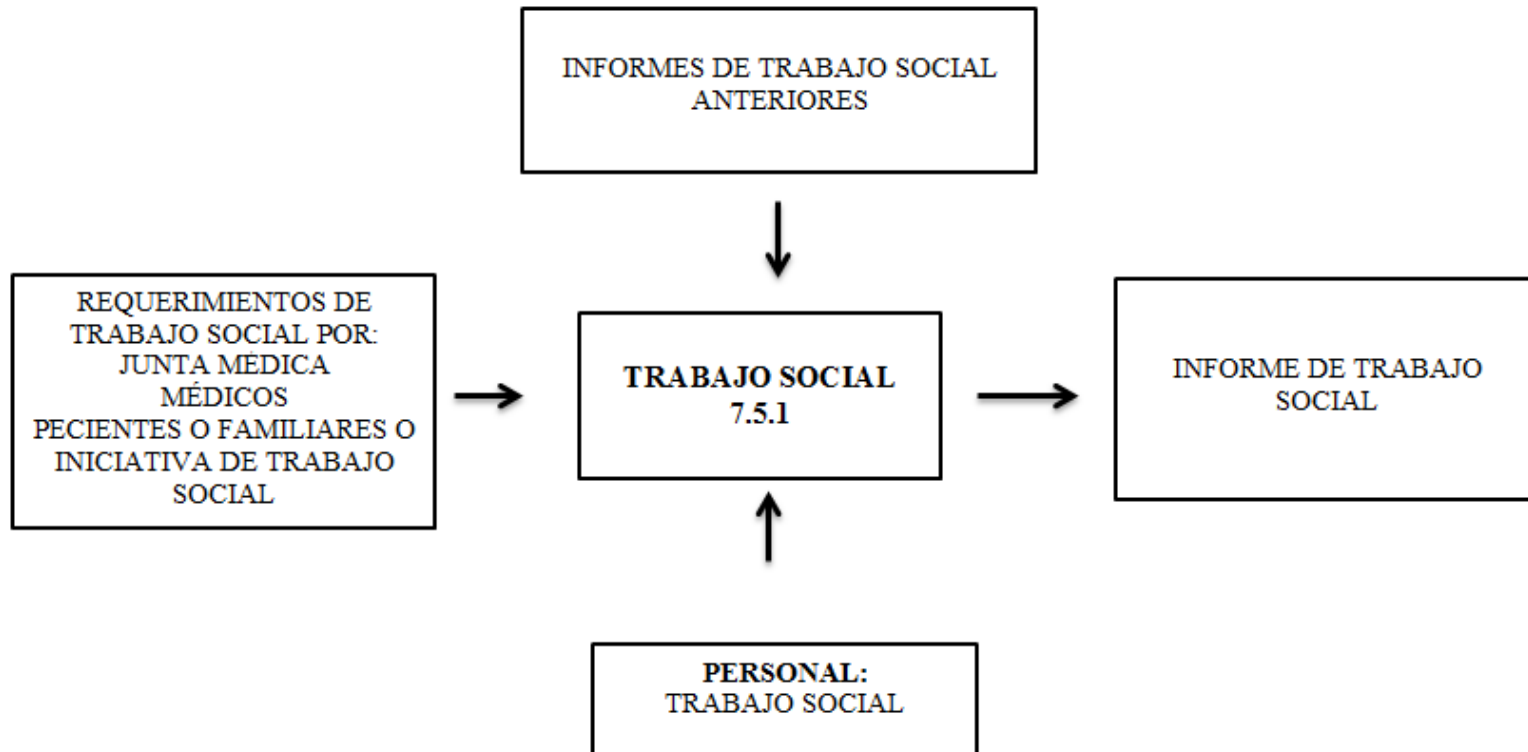 INFORMES DE TRABAJO SOCIAL
ANTERIORES
REQUERIMIENTOS DE
TRABAJO SOCIAL POR:
JUNTA MÉDICA
MÉDICOS
PECIENTES O FAMILIARES O
INICIATIVA DE TRABAJO
SOCIAL
TRABAJO SOCIAL
7.5.1
INFORME DE TRABAJO
SOCIAL
PERSONAL:
TRABAJO SOCIAL